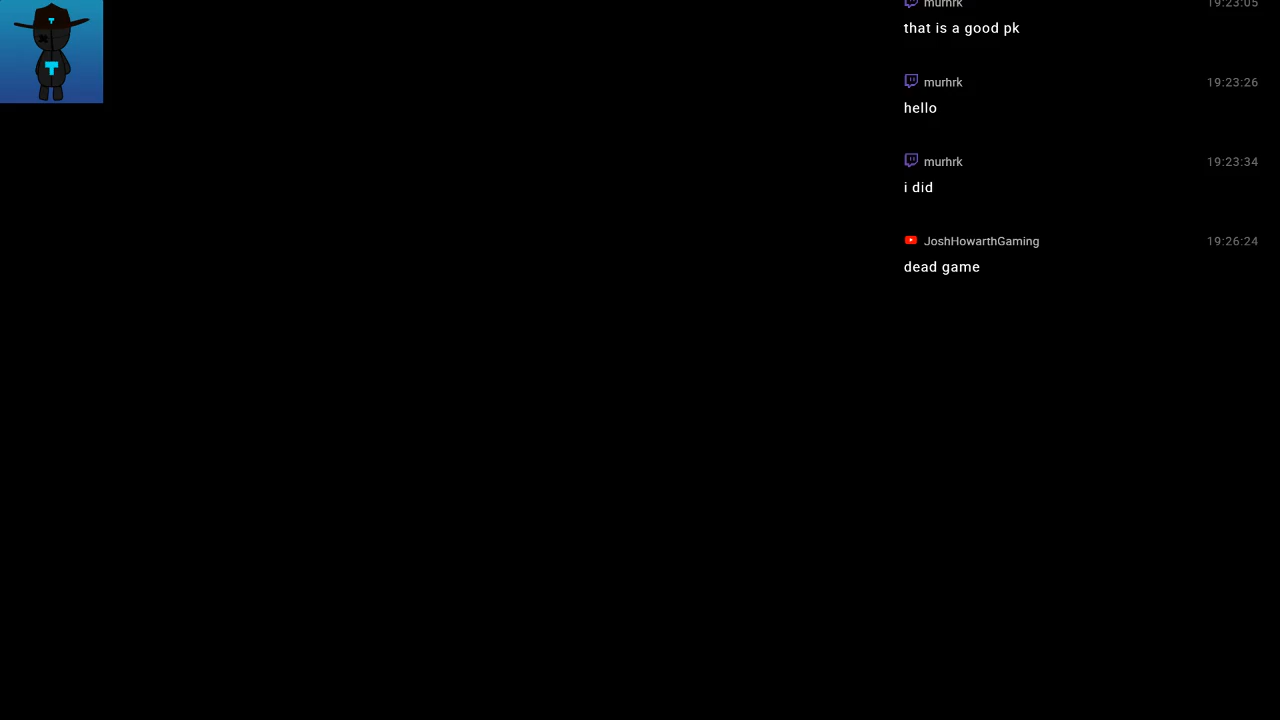 T
T
murhrk 19:23:05
that is a good pk
murhrk 19:23:26
hello
murhrk 19:23:34
i did
JoshHowarthGaming 19:26:24
dead game